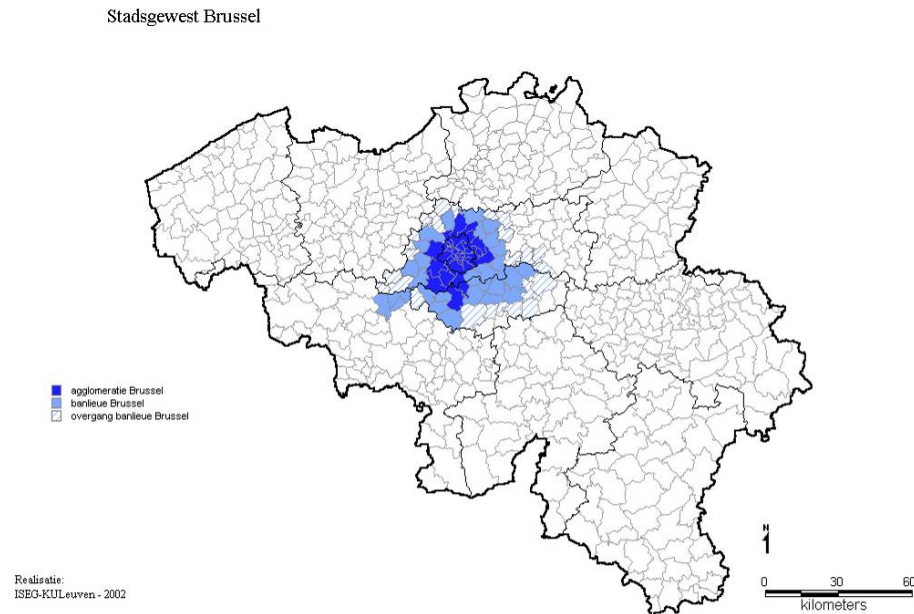 Stadsgewest Brussel
agglomeratie Brussel
banlieue Brussel
overgang banlieue Brussel
N
0 30 60
kilometers
Realisatie:
ISEG-KULeuven - 2002